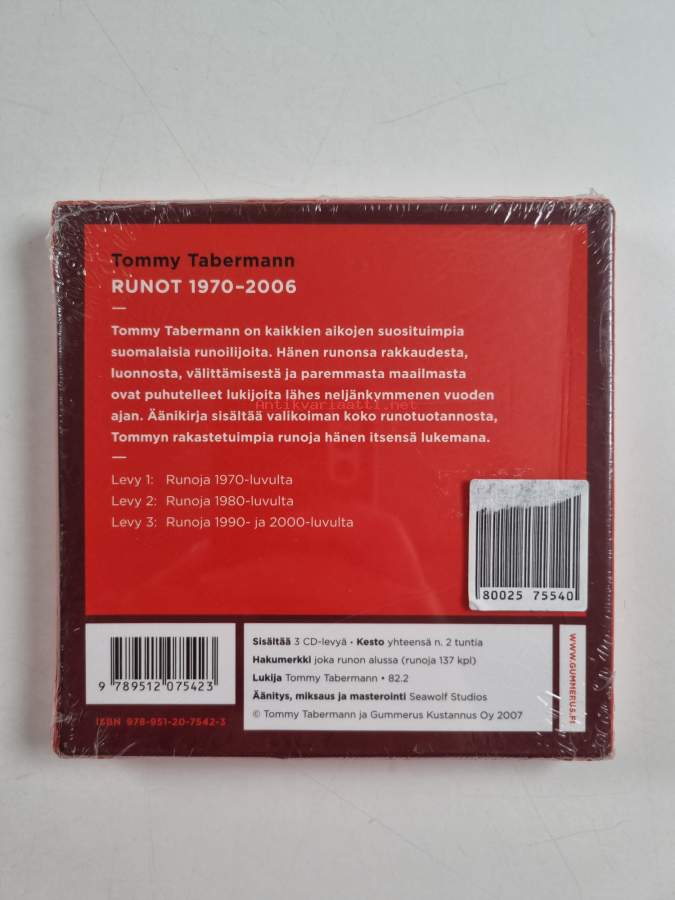 Tommy Tabermann
RUNOT 1970–2006
—
Tommy Tabermann on kaikkien aikojen suosituimpia
suomalaisia runoilijoita. Hänen runonsa rakkaudesta,
luonnosta, välittämisestä ja paremmasta maailmasta
ovat puhutelleet lukijoita lähes neljänkymmenen vuoden
antikvariaatti.net
ajan. Äänikirja sisältää valikoiman koko runotuotannosta,
Tommyn rakastetuimpia runoja hänen itsensä lukemana.
—
Levy 1: Runoja 1970-luvulta
Levy 2: Runoja 1980-luvulta
Levy 3: Runoja 1990- ja 2000-luvulta
80025 75540
9 789512 075423
ISBN 978-951-20-7542-3
Sisältää 3 CD-levyä • Kesto yhteensä n. 2 tuntia
Hakumerkki joka runon alussa (runoja 137 kpl)
Lukija Tommy Tabermann • 82.2
Äänitys, miksaus ja masterointi Seawolf Studios
© Tommy Tabermann ja Gummerus Kustannus Oy 2007
WWW.GUMMERUS.FI